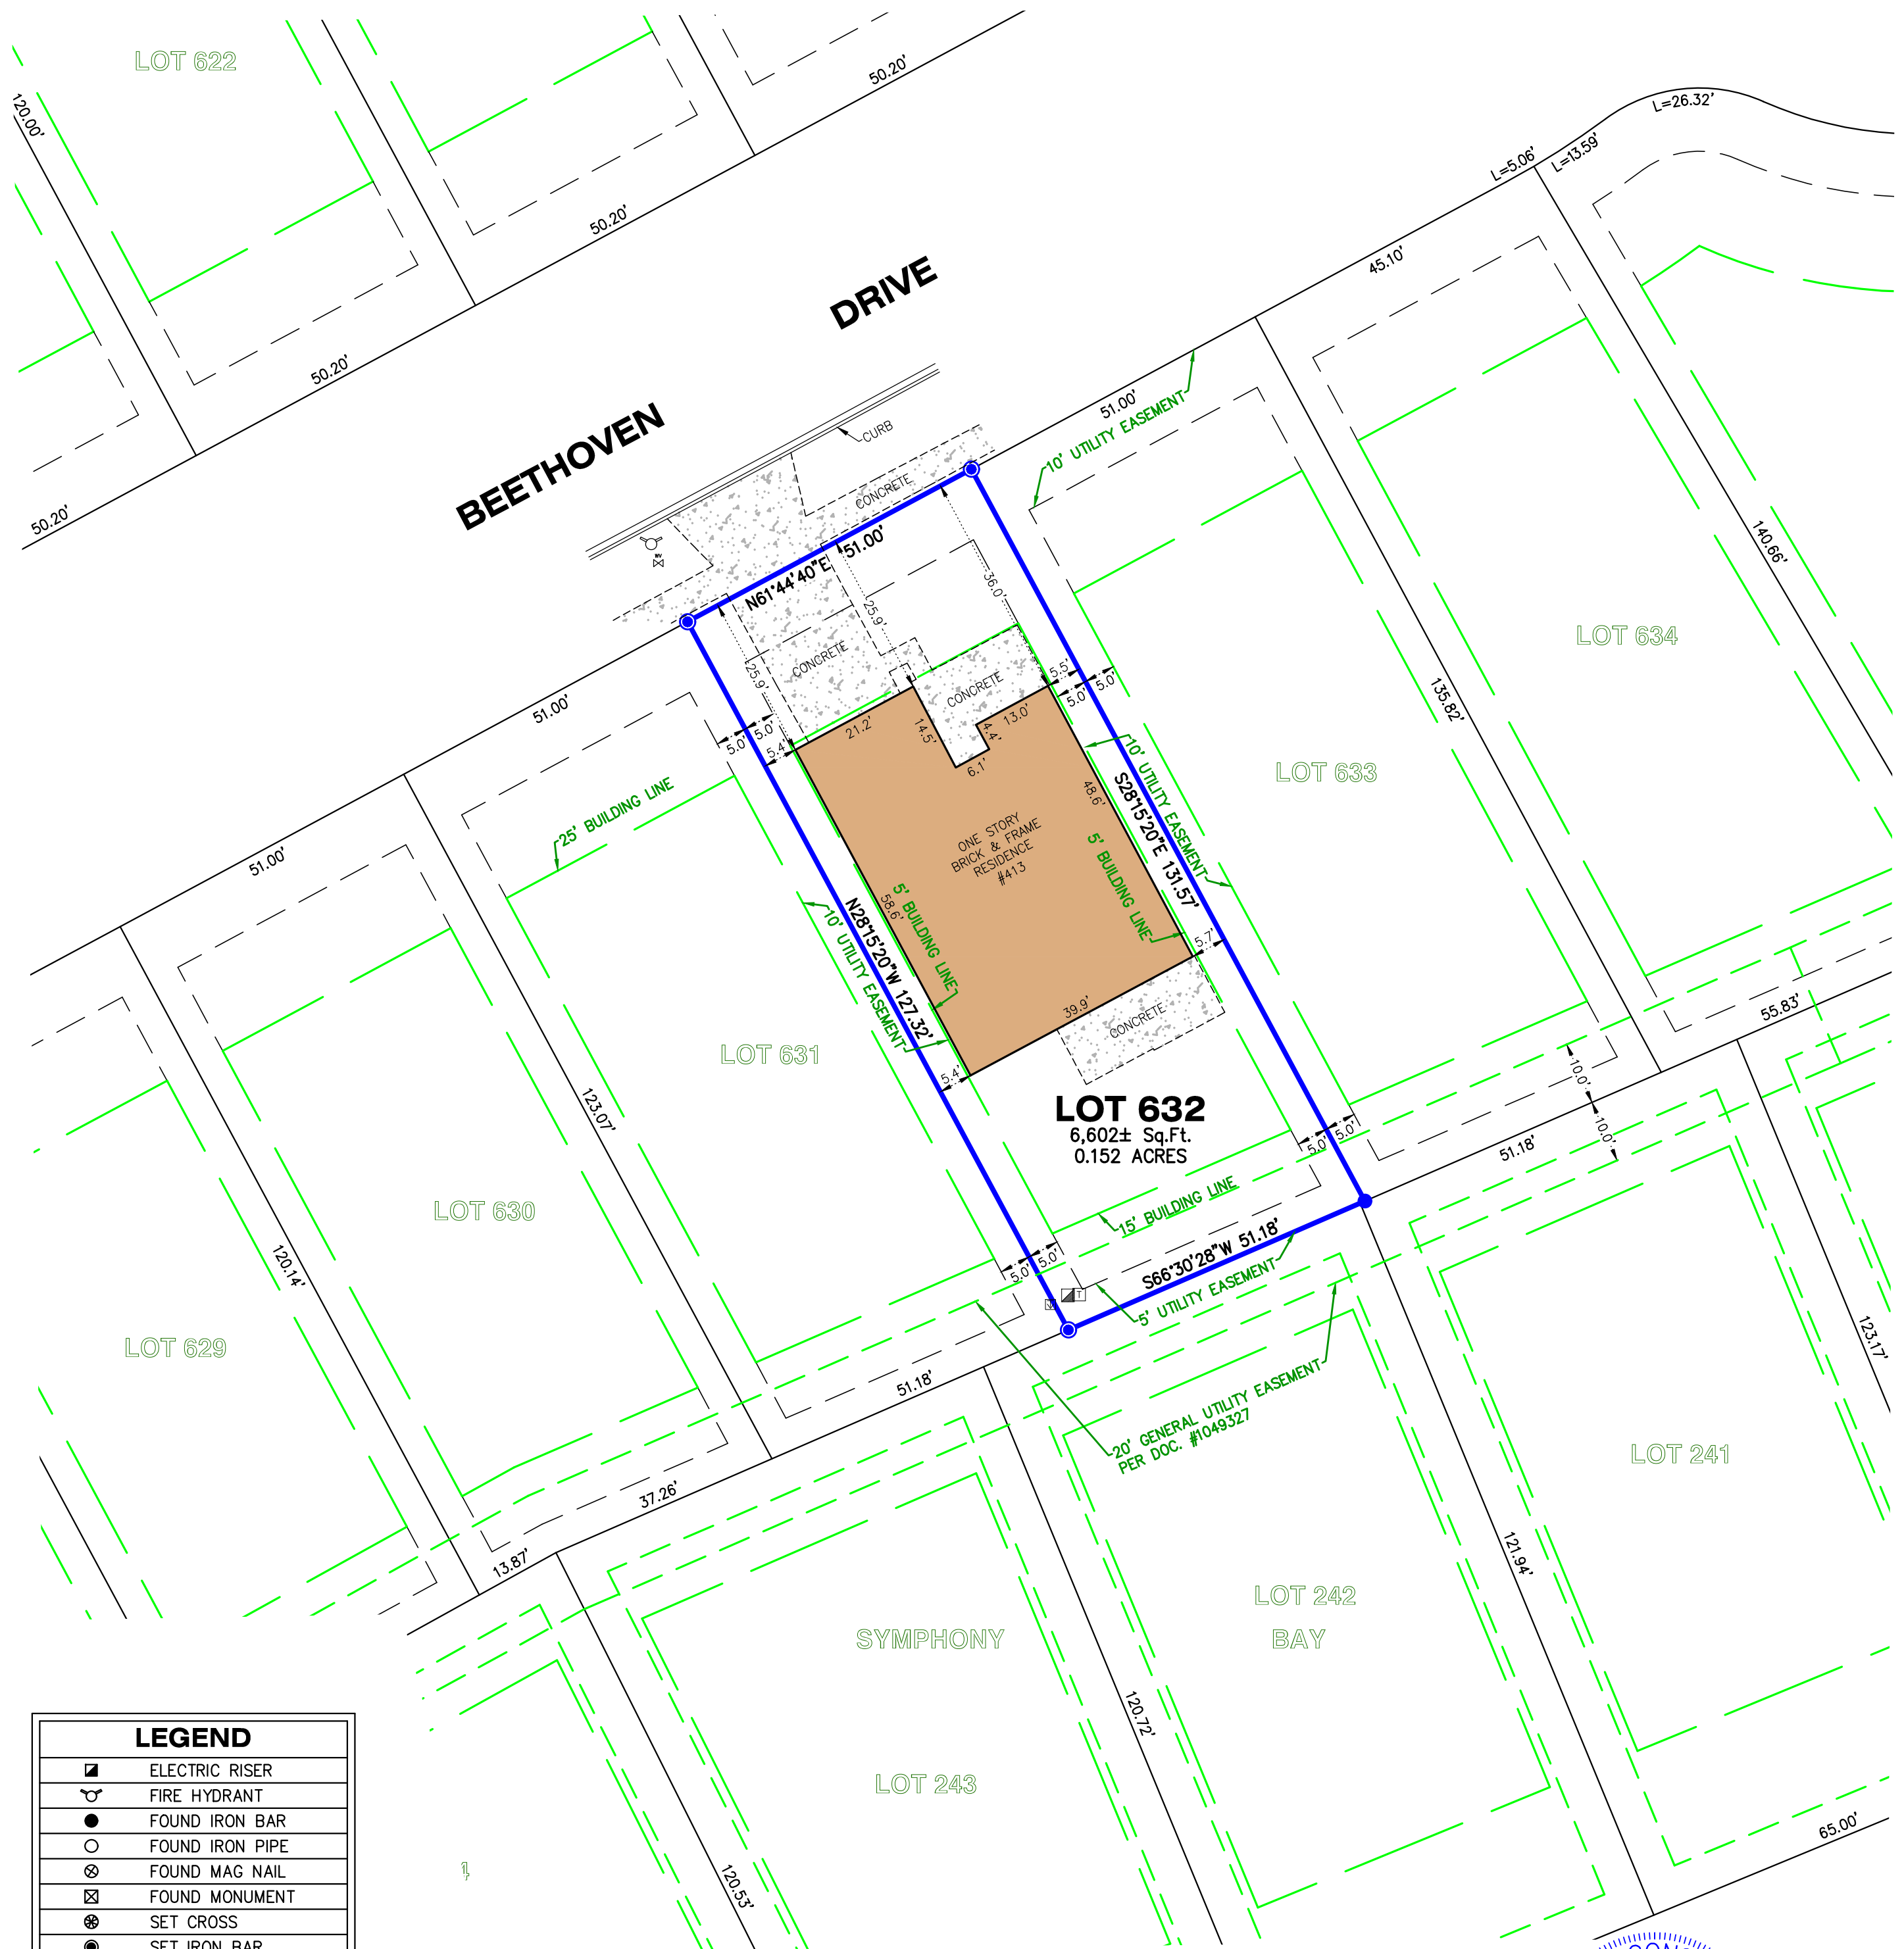 LOT 622
120.00'
50.20'
50.20'
50.20'
50.20'
L=26.32'
L=5.06'
L=13.59'
45.10'
51.00'
10' UTILITY EASEMENT
BEETHOVEN
DRIVE
CURB
CONCRETE
N61°44'40"E 51.00'
25.9'
25.9'
36.0'
CONCRETE
CONCRETE
5.5'
5.0'
5.0'
51.00'
5.0'
5.0'
5.4'
21.2'
14.5'
6.1'
4.4'
13.0'
48.6'
25' BUILDING LINE
51.00'
ONE STORY
BRICK & FRAME
RESIDENCE
#413
58.6'
5' BUILDING LINE
5' BUILDING LINE
10' UTILITY EASEMENT
10' UTILITY EASEMENT
N28°15'20"W 127.32'
S28°15'20"E 131.57'
LOT 633
LOT 634
135.82'
140.66'
5.7'
39.9'
CONCRETE
5.4'
LOT 632
6,602± Sq.Ft.
0.152 ACRES
LOT 631
123.07'
LOT 630
120.14'
LOT 629
15' BUILDING LINE
5.0'
5.0'
5.0'
5.0'
T
S66°30'28"W 51.18'
5' UTILITY EASEMENT
20' GENERAL UTILITY EASEMENT
PER DOC. #1049327
51.18'
55.83'
10.0'
10.0'
51.18'
37.26'
13.87'
123.17'
LOT 241
121.94'
LOT 242
SYMPHONY
BAY
120.72'
LOT 243
120.53'
65.00'
LEGEND
ELECTRIC RISER
FIRE HYDRANT
FOUND IRON BAR
FOUND IRON PIPE
FOUND MAG NAIL
FOUND MONUMENT
SET CROSS
SET IRON BAR